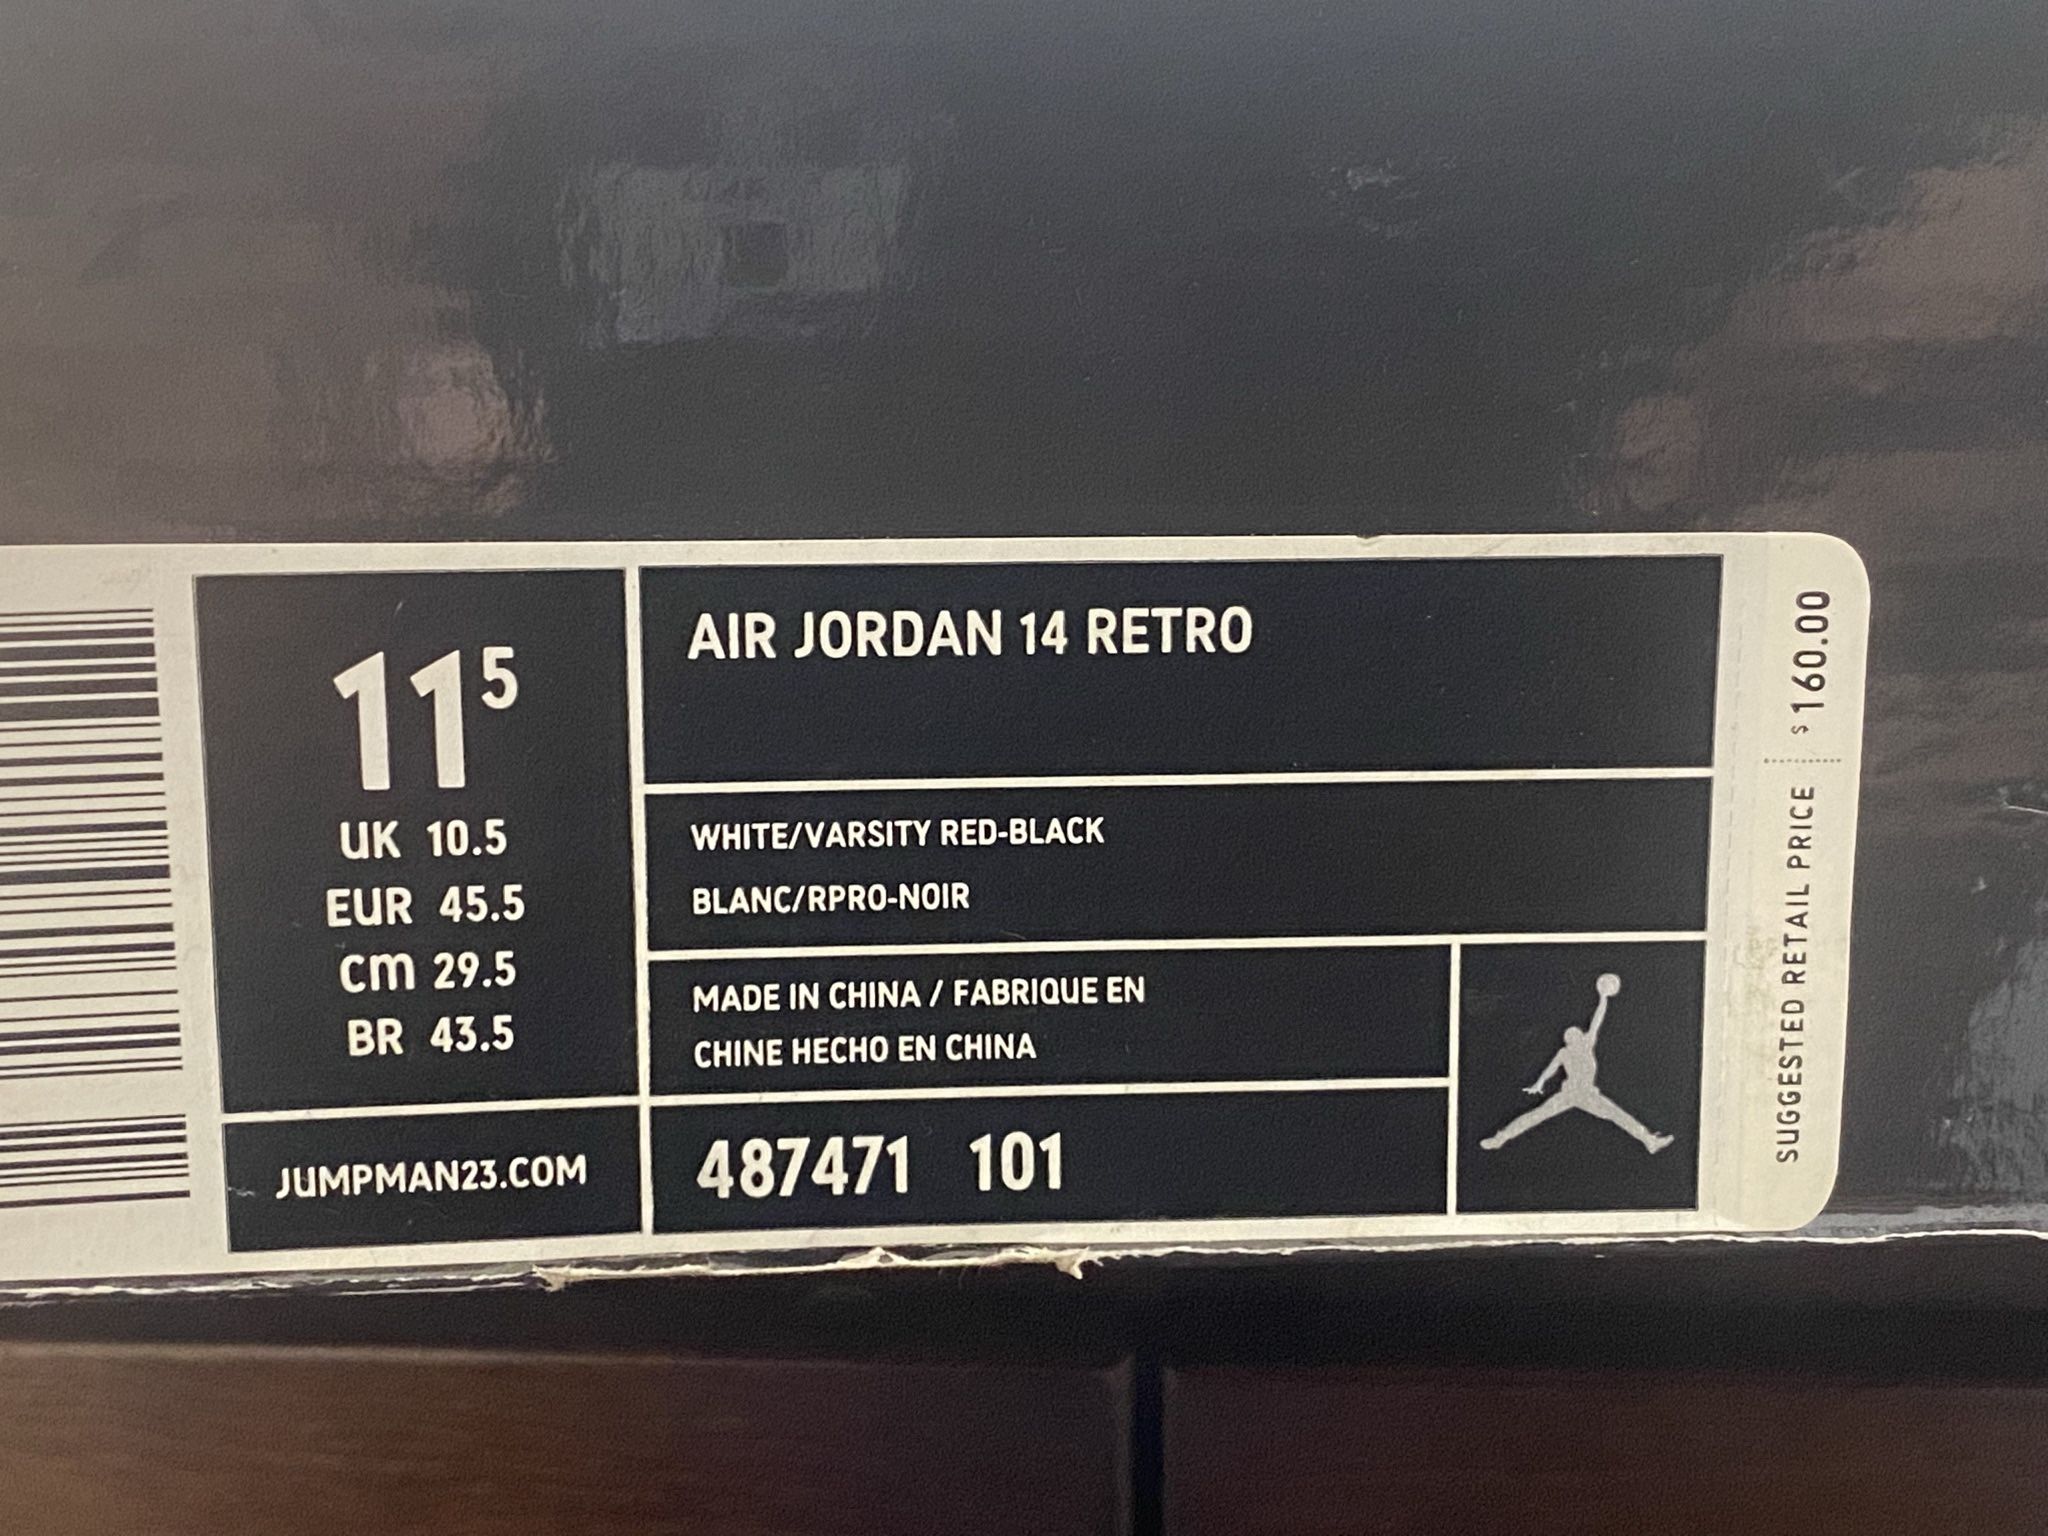 11⁵
UK 10.5
EUR 45.5
cm 29.5
BR 43.5
JUMPMAN23.COM
AIR JORDAN 14 RETRO
WHITE/VARSITY RED-BLACK
BLANC/RPRO-NOIR
MADE IN CHINA / FABRIQUE EN
CHINE HECHO EN CHINA
487471 101
SUGGESTED RETAIL PRICE $160.00